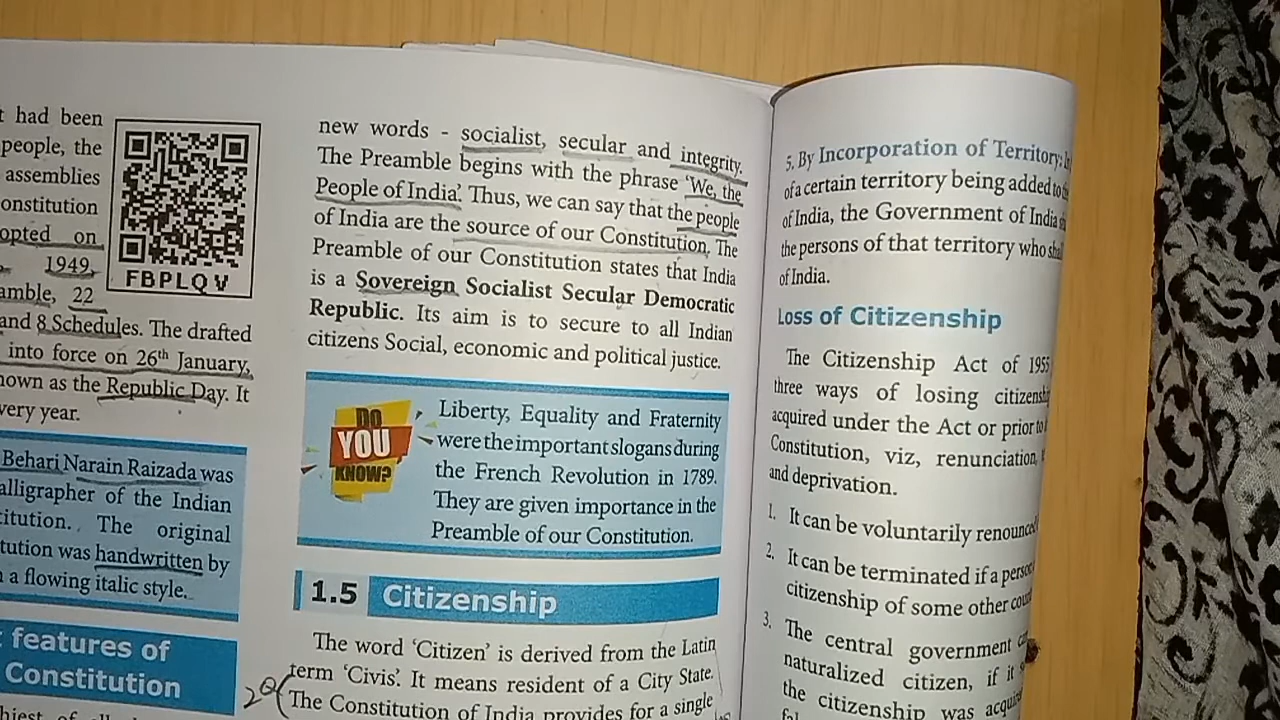 t had been
people, the
assemblies
onstitution
opted on
1949,
amble, 22
and 8 Schedules. The drafted
into force on 26th January,
nown as the Republic Day. It
very year.
FBPLQV
Behari Narain Raizada was
alligrapher of the Indian
titution. The original
tution was handwritten by
a flowing italic style.
features of
Constitution
new words - socialist, secular and integrity.
The Preamble begins with the phrase 'We, the
People of India'. Thus, we can say that the people
of India are the source of our Constitution. The
Preamble of our Constitution states that India
is a Sovereign Socialist Secular Democratic
Republic. Its aim is to secure to all Indian
citizens Social, economic and political justice.
DO
YOU
KNOW?
Liberty, Equality and Fraternity
were the important slogans during
the French Revolution in 1789.
They are given importance in the
Preamble of our Constitution.
1.5 Citizenship
The word 'Citizen' is derived from the Latin
term 'Civis'. It means resident of a City State.
The Constitution of India provides for a single
5. By Incorporation of Territory:
of a certain territory being added to
of India, the Government of India
the persons of that territory who
of India.
Loss of Citizenship
The Citizenship Act of 1955
three ways of losing
acquired under the Act or prior to
Constitution, viz, renunciation,
and deprivation.
1. It can be voluntarily renounced
2. It can be terminated if a
citizenship of some other
3. The central government
naturalized citizen, if it
the citizenship was